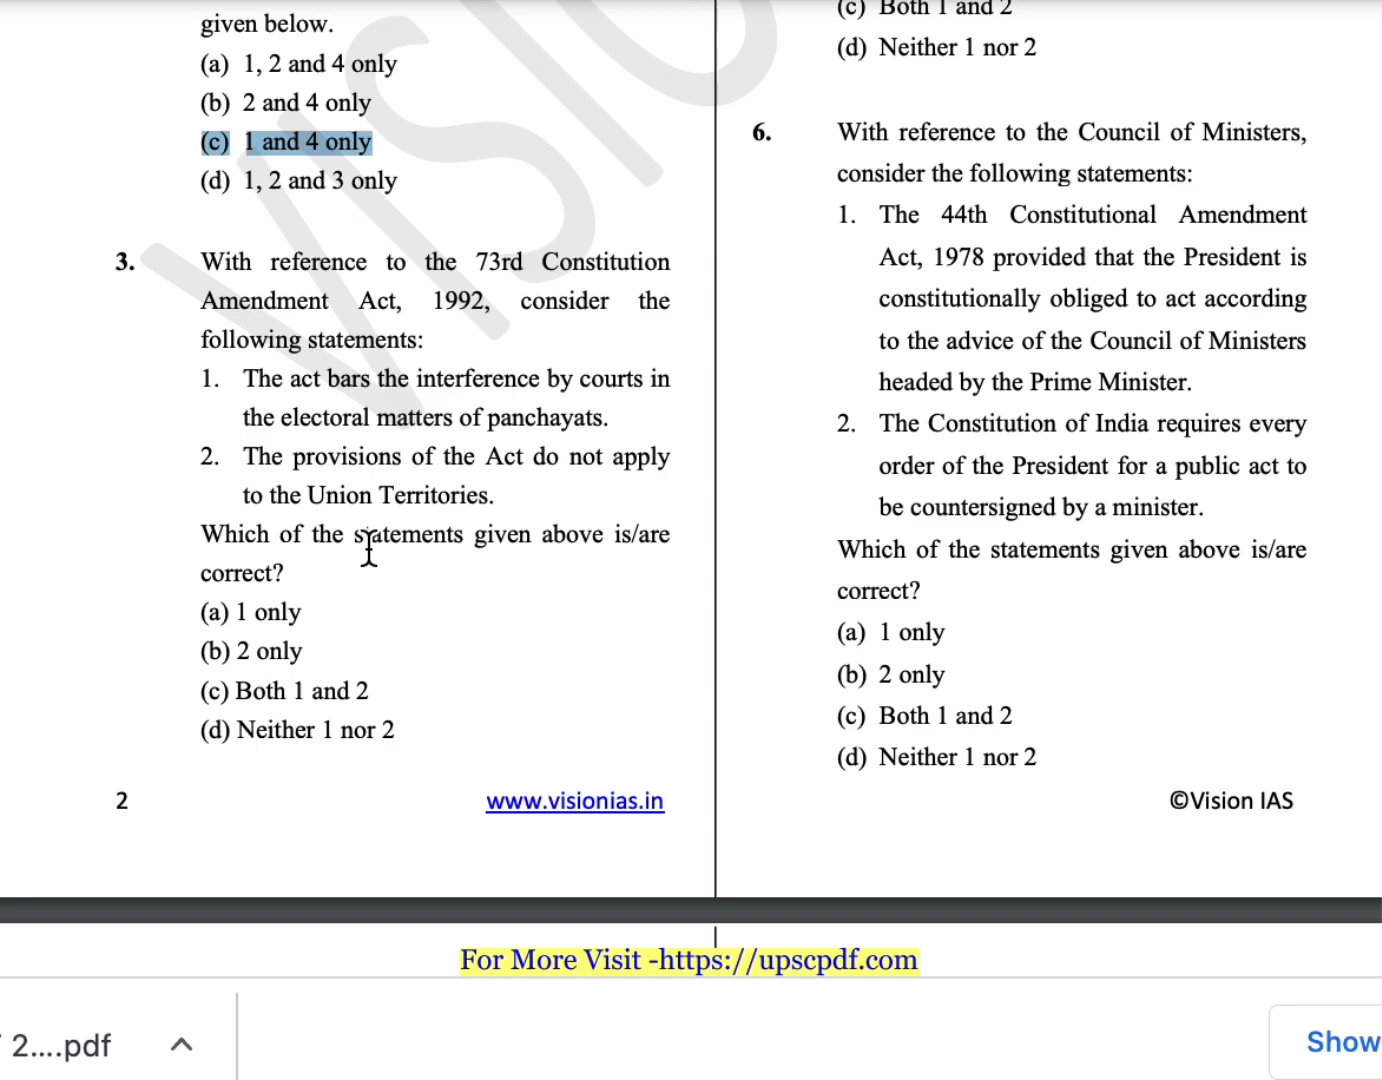 given below.
(a) 1, 2 and 4 only
(b) 2 and 4 only
(c) 1 and 4 only
(d) 1, 2 and 3 only
3. With reference to the 73rd Constitution
Amendment Act, 1992, consider the
following statements:
1. The act bars the interference by courts in
the electoral matters of panchayats.
2. The provisions of the Act do not apply
to the Union Territories.
Which of the statements given above is/are
correct?
(a) 1 only
(b) 2 only
(c) Both 1 and 2
(d) Neither 1 nor 2
(c) Both 1 and 2
(d) Neither 1 nor 2
6. With reference to the Council of Ministers,
consider the following statements:
1. The 44th Constitutional Amendment
Act, 1978 provided that the President is
constitutionally obliged to act according
to the advice of the Council of Ministers
headed by the Prime Minister.
2. The Constitution of India requires every
order of the President for a public act to
be countersigned by a minister.
Which of the statements given above is/are
correct?
(a) 1 only
(b) 2 only
(c) Both 1 and 2
(d) Neither 1 nor 2
2 www.visionias.in ©Vision IAS
For More Visit -https://upscpdf.com
2....pdf
Show
VISIO